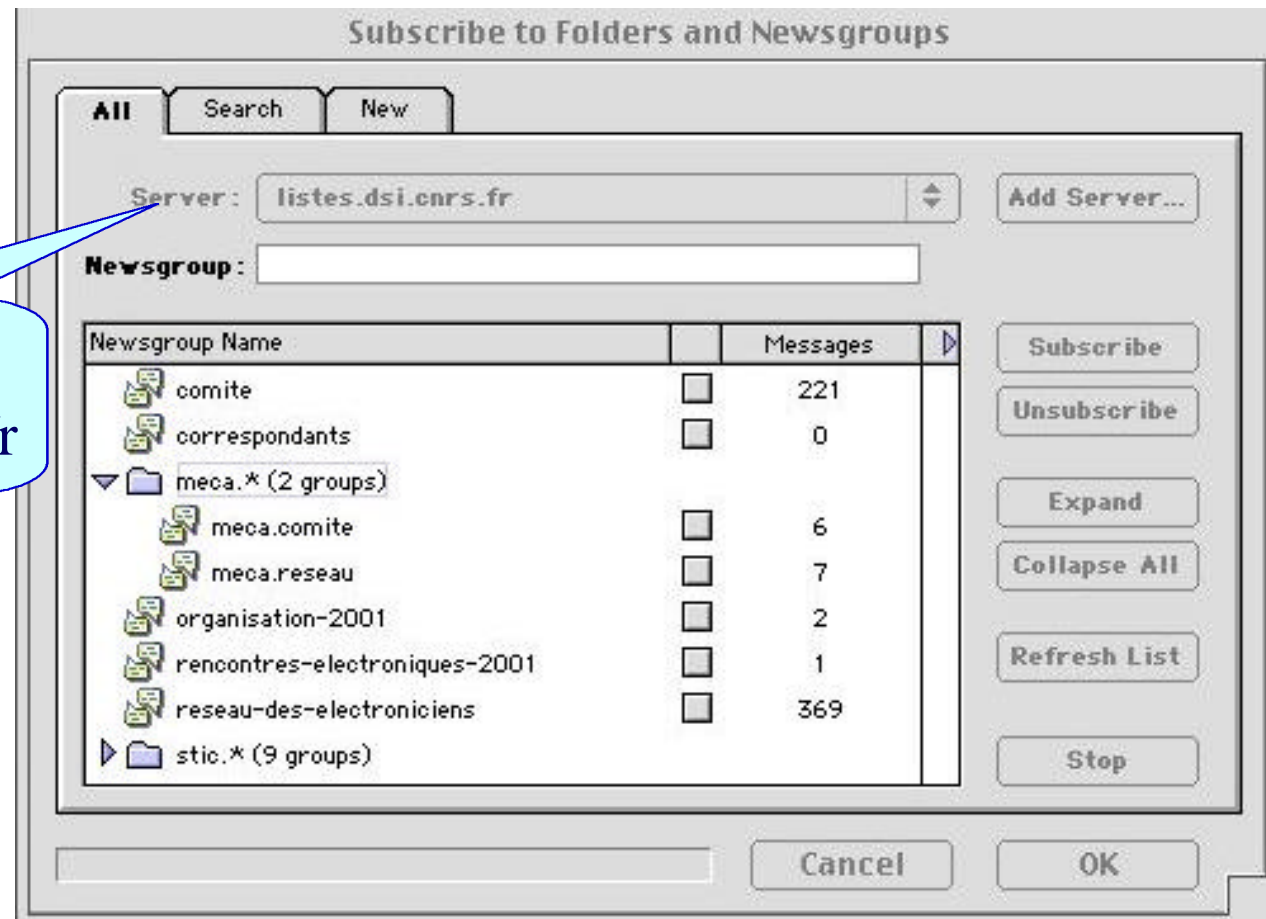 Subscribe to Folders and Newsgroups
All Search New
Server: listes.dsi.cnrs.fr Add Server...
Newsgroup:
Newsgroup Name Messages
comite 221
correspondants 0
meca.* (2 groups)
meca.comite 6
meca.reseau 7
organisation-2001 2
rencontres-electroniques-2001 1
reseau-des-electroniciens 369
stic.* (9 groups)
Subscribe
Unsubscribe
Expand
Collapse All
Refresh List
Stop
Cancel OK